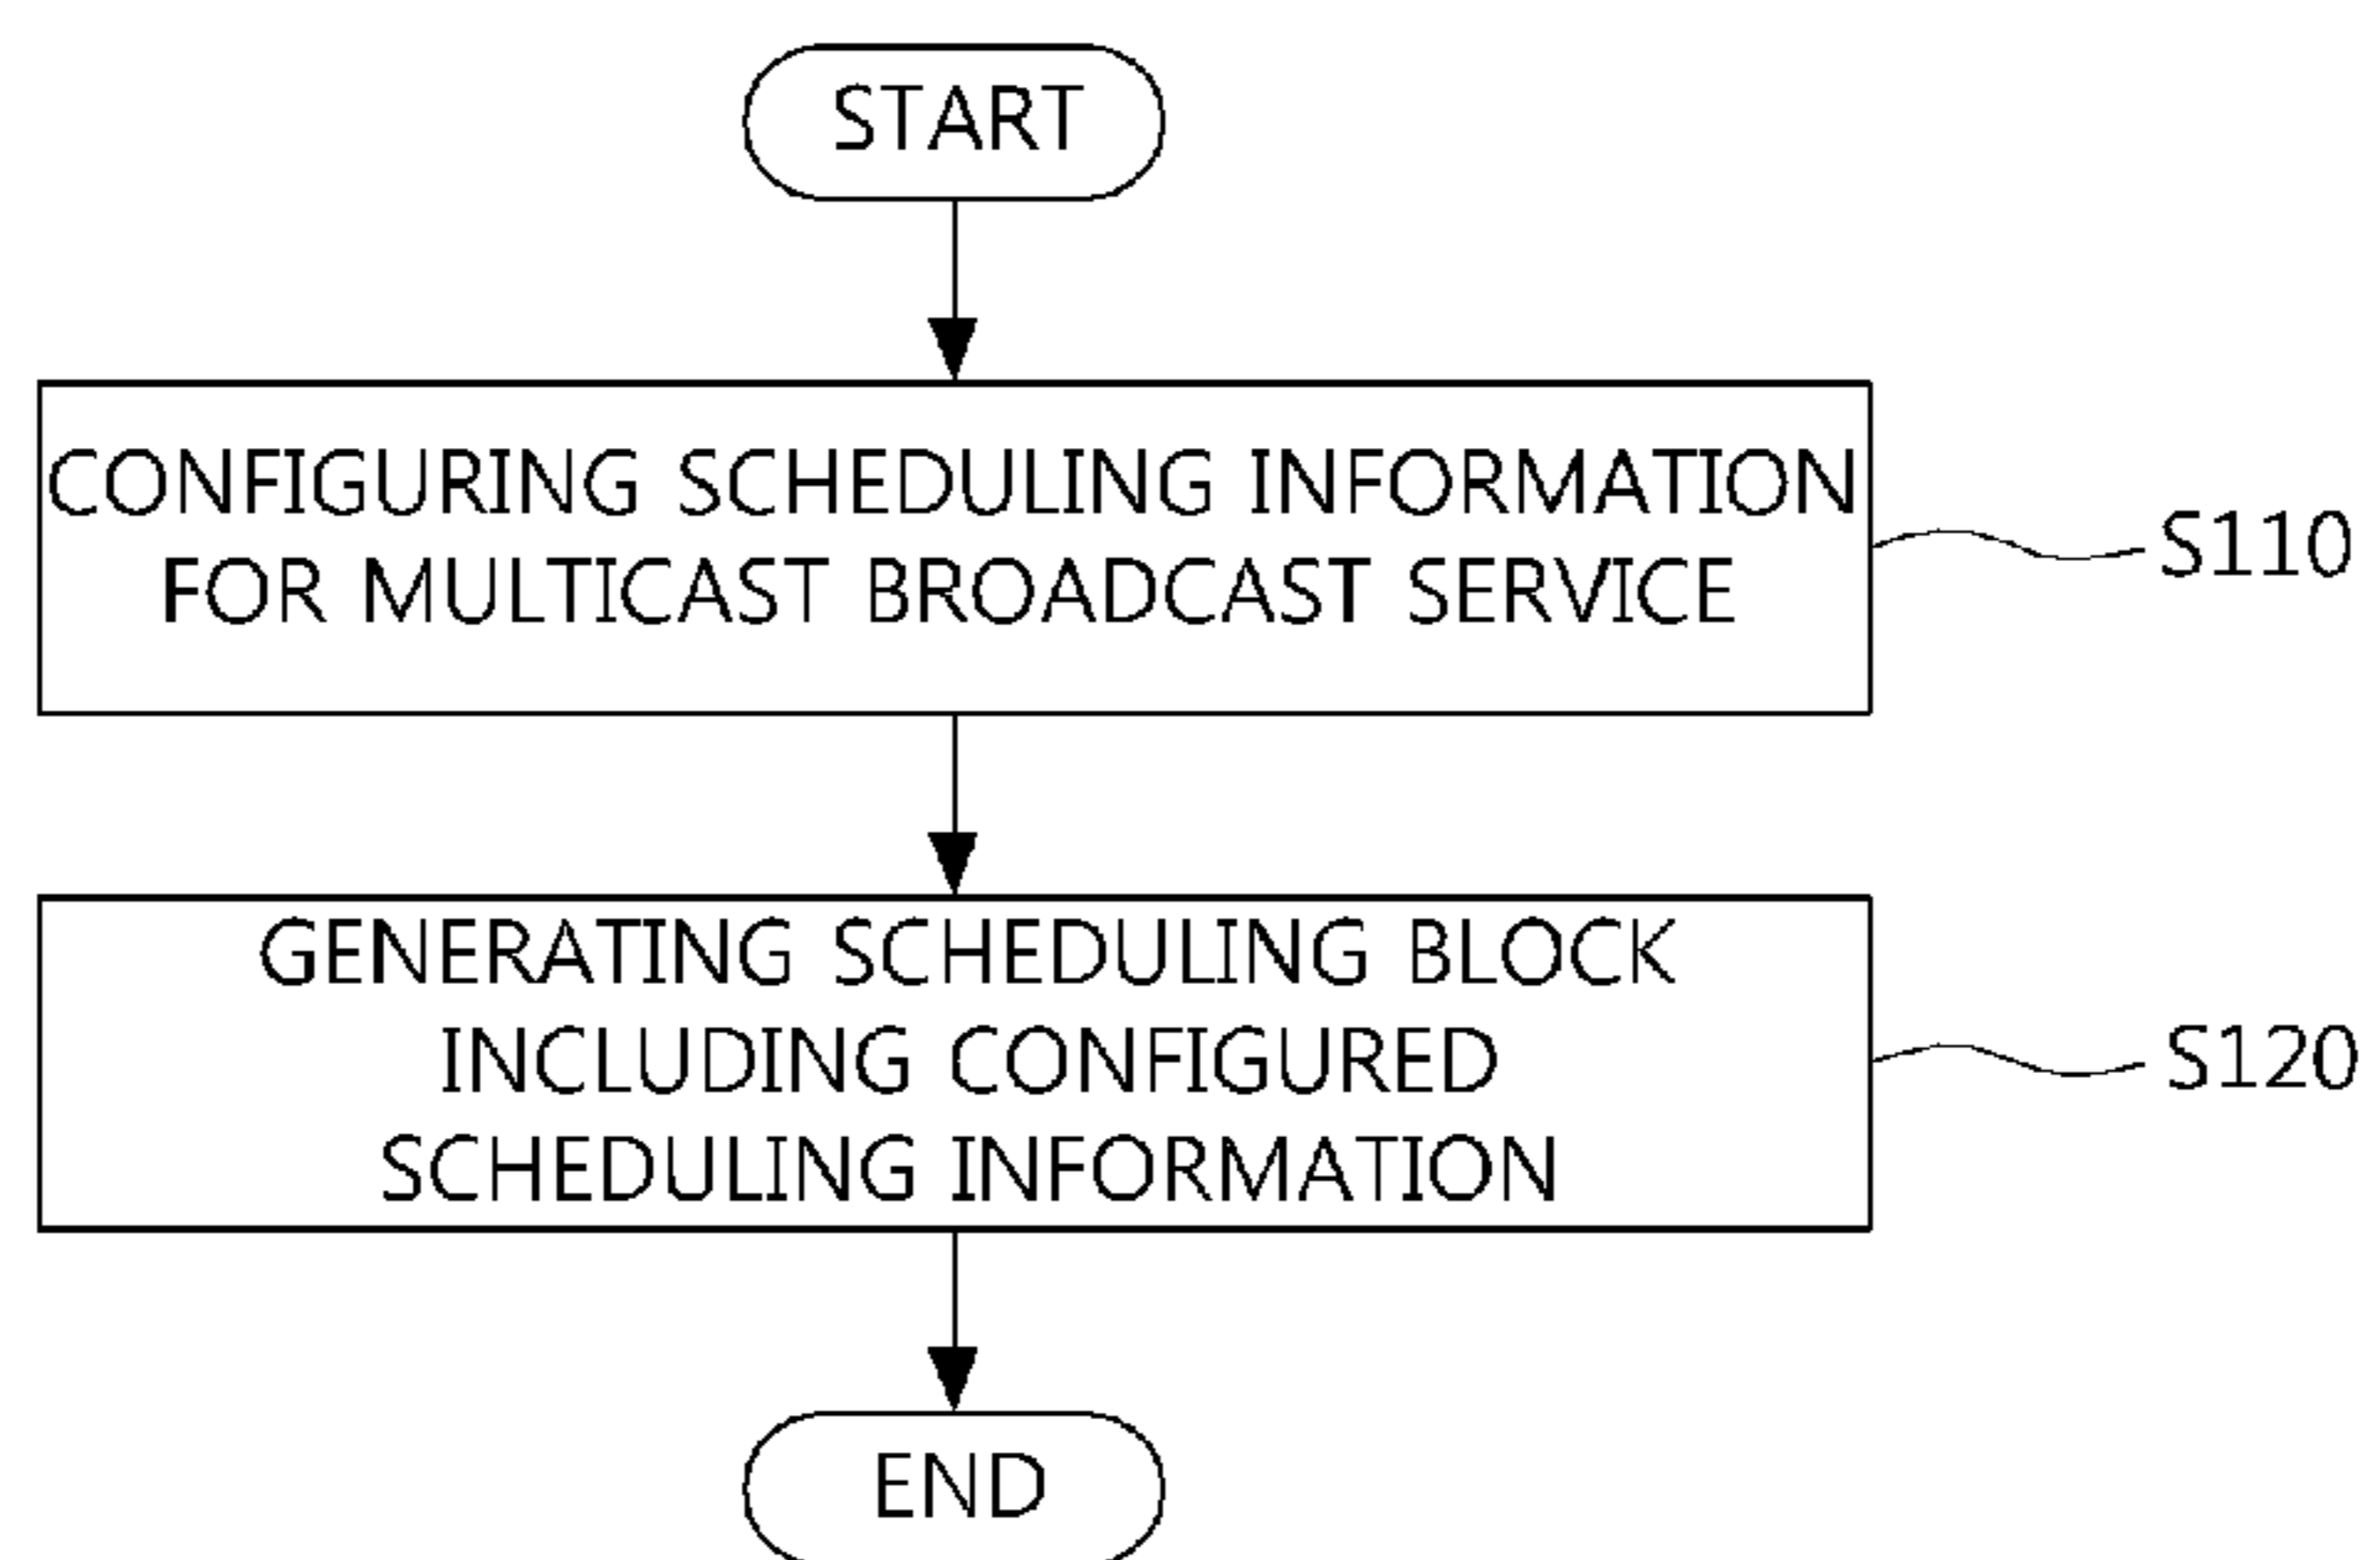 START
CONFIGURING SCHEDULING INFORMATION
FOR MULTICAST BROADCAST SERVICE
S110
GENERATING SCHEDULING BLOCK
INCLUDING CONFIGURED
SCHEDULING INFORMATION
S120
END